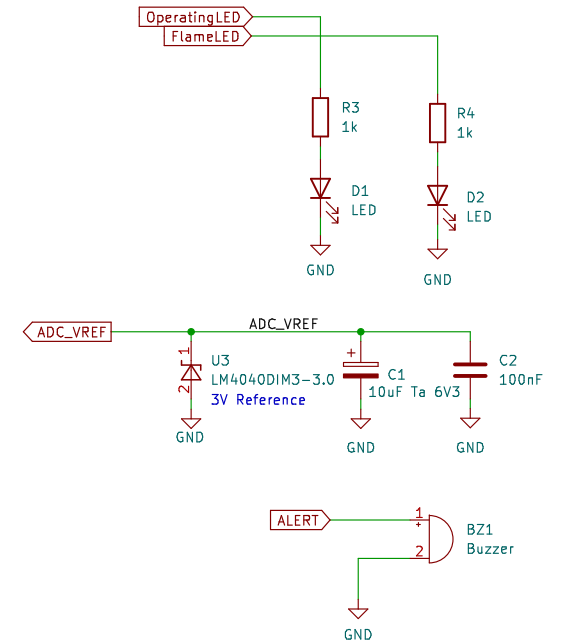 OperatingLED
FlameLED
R3
1k
R4
1k
D1
LED
D2
LED
GND
GND
ADC_VREF
ADC_VREF
1
U3
LM4040DIM3-3.0
2
3V Reference
GND
+
C1
10uF Ta 6V3
GND
C2
100nF
GND
ALERT
1
+
2
BZ1
Buzzer
GND